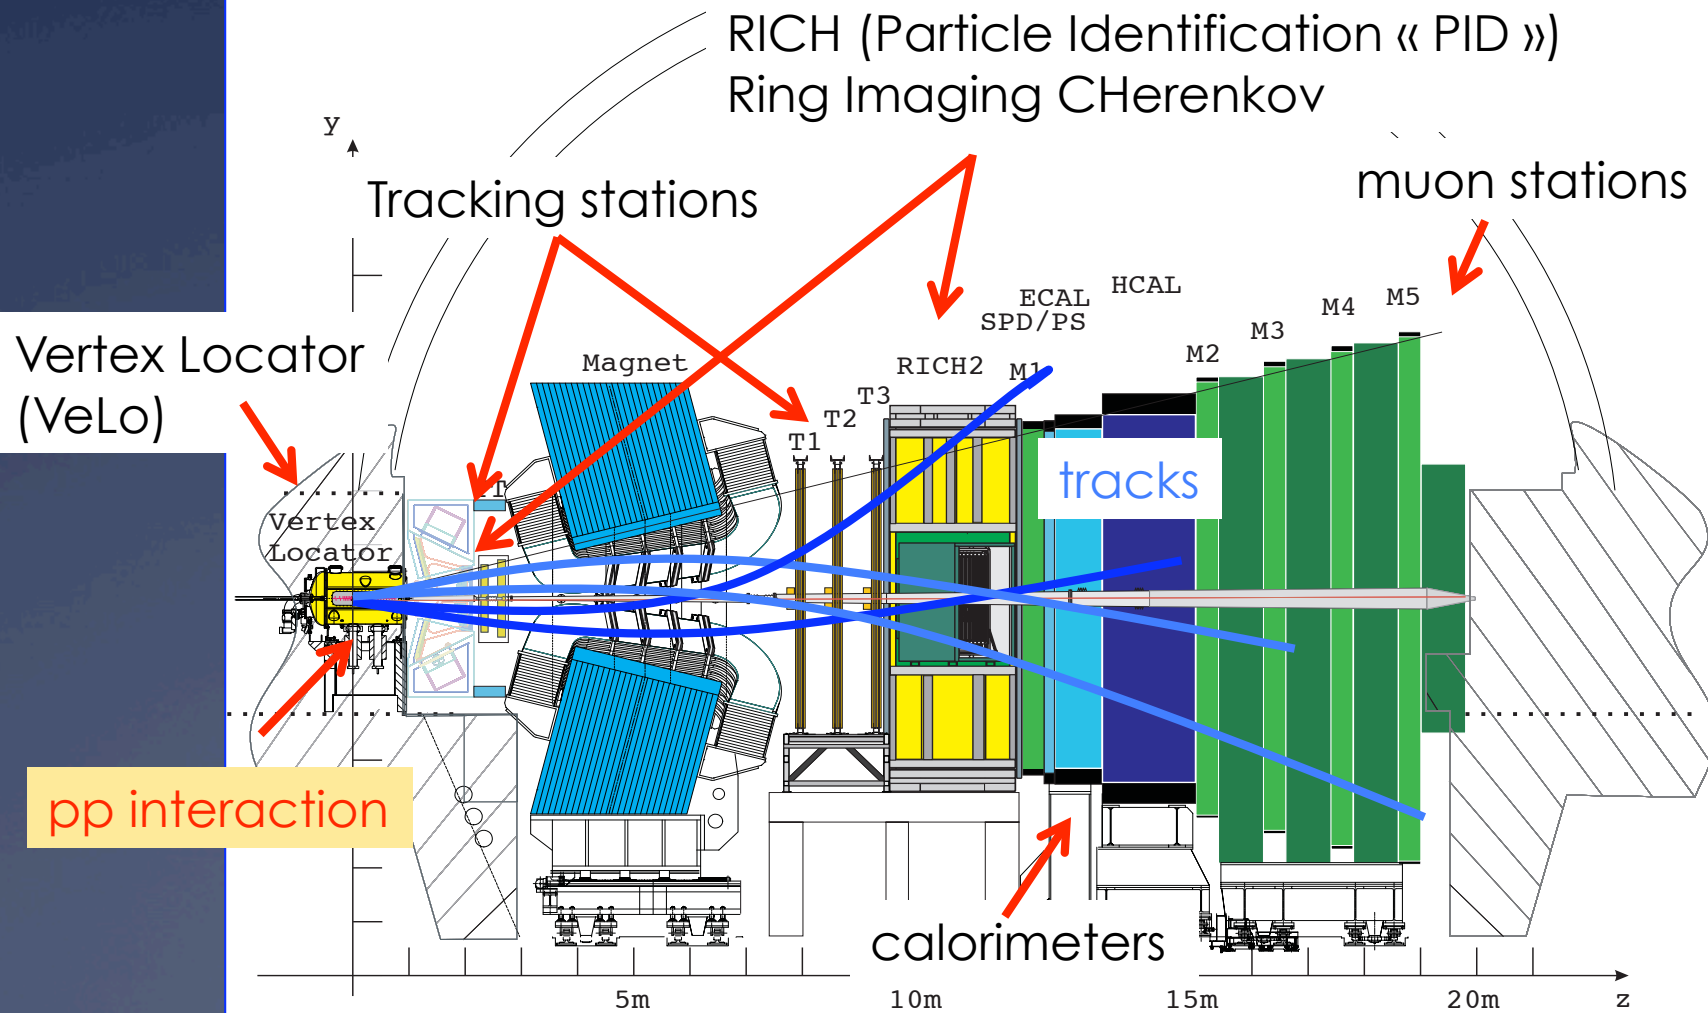 RICH (Particle Identification « PID »)
Ring Imaging CHerenkov
y
Tracking stations
muon stations
Vertex Locator
(VeLo)
Magnet
RICH2
M1
ECAL
SPD/PS
HCAL
M2
M3
M4
M5
T1
T2
T3
tracks
Vertex
Locator
pp interaction
calorimeters
5m
10m
15m
20m
z